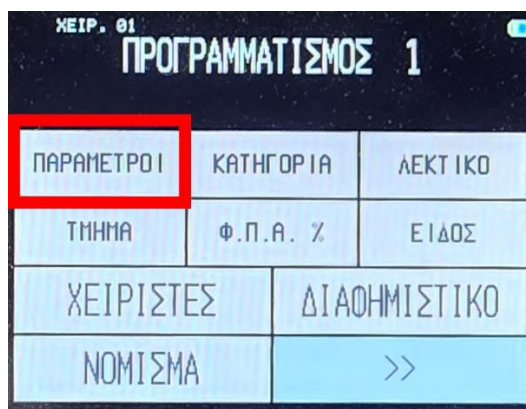 ΧΕΙΡ. 01
ΠΡΟΓΡΑΜΜΑΤΙΣΜΟΣ 1
ΠΑΡΑΜΕΤΡΟΙ ΚΑΤΗΓΟΡΙΑ ΛΕΚΤΙΚΟ
ΤΜΗΜΑ Φ.Π.Α. % ΕΙΔΟΣ
ΧΕΙΡΙΣΤΕΣ ΔΙΑΦΗΜΙΣΤΙΚΟ
ΝΟΜΙΣΜΑ >>